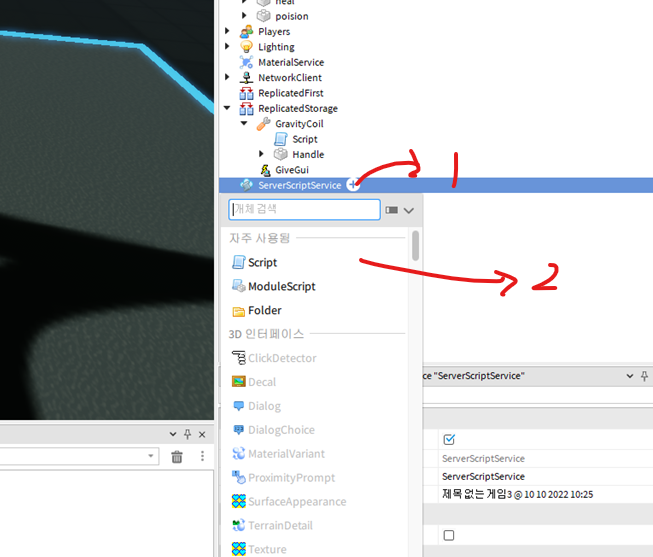 heal
poision
Players
Lighting
MaterialService
NetworkClient
ReplicatedFirst
ReplicatedStorage
GravityCoil
Script
Handle
GiveGui
ServerScriptService
1
개체 검색
자주 사용됨
Script
2
ModuleScript
Folder
3D 인터페이스
ClickDetector
Decal
ce "ServerScriptService"
Dialog
DialogChoice
MaterialVariant
ServerScriptService
ProximityPrompt
ServerScriptService
SurfaceAppearance
제목 없는 게임3 @ 10 10 2022 10:25
TerrainDetail
Texture